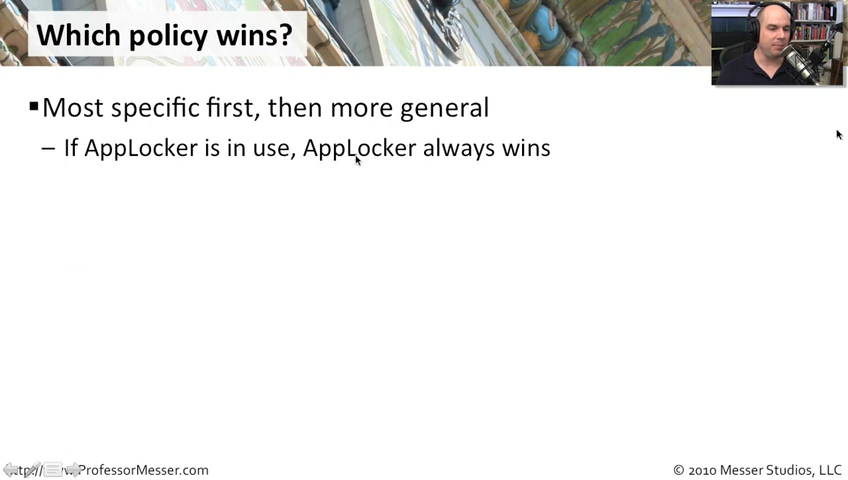 Which policy wins?
▪Most specific first, then more general
– If AppLocker is in use, AppLocker always wins
ProfessorMesser.com
© 2010 Messer Studios, LLC